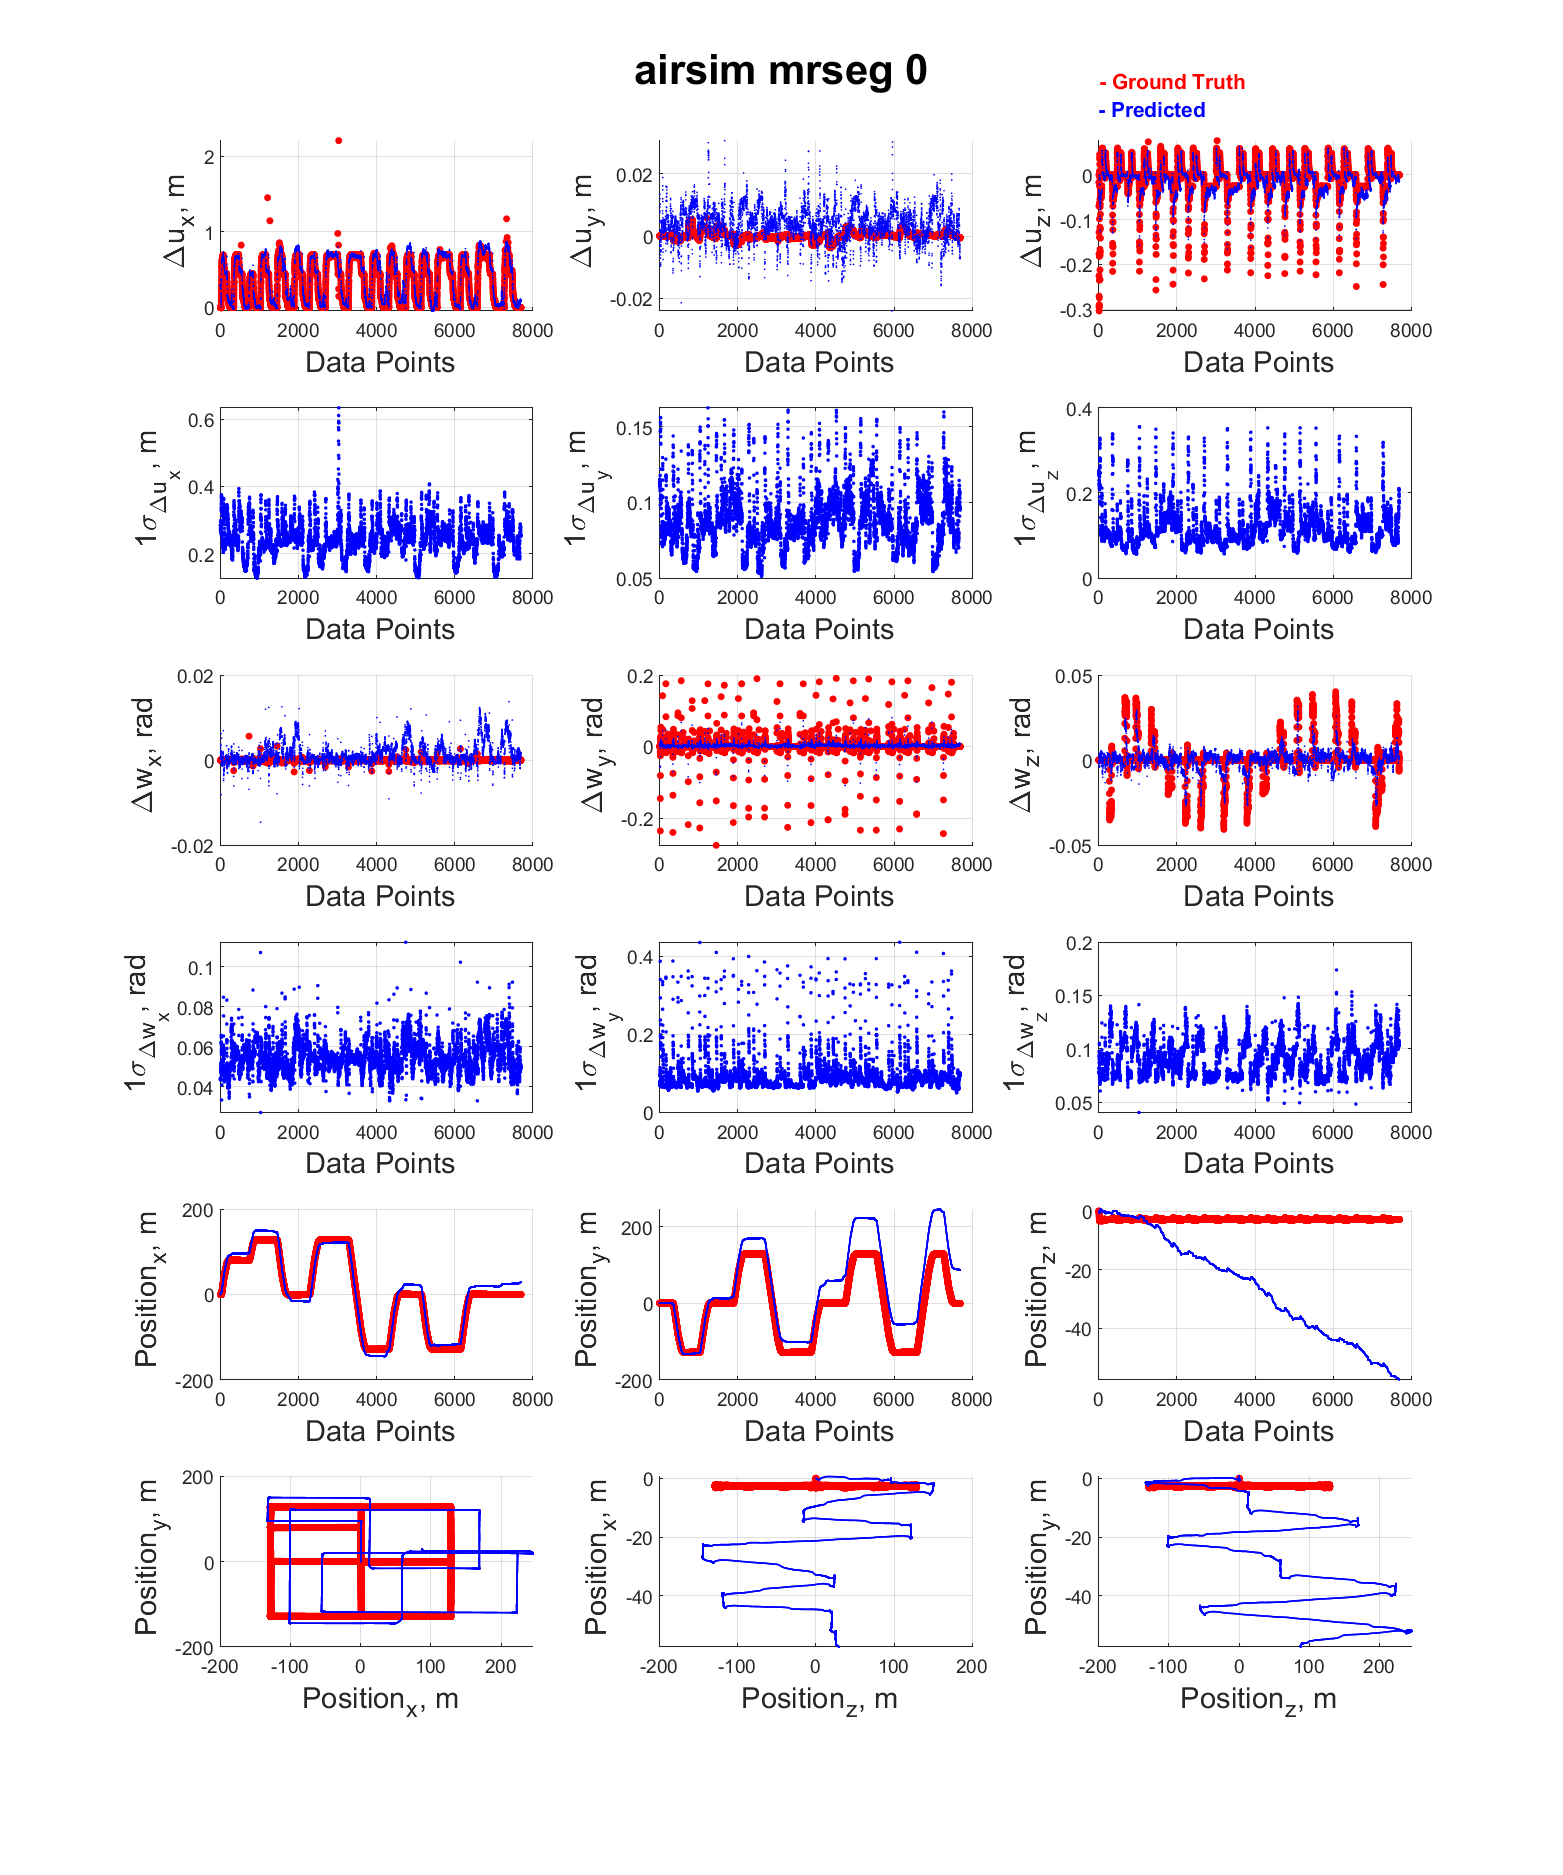 airsim mrseg 0
- Ground Truth
- Predicted
Δu_x, m
2
1
0
0 2000 4000 6000 8000
Data Points
Δu_y, m
0.02
0
-0.02
0 2000 4000 6000 8000
Data Points
Δu_z, m
0
-0.1
-0.2
-0.3
0 2000 4000 6000 8000
Data Points
1σ_Δu_x, m
0.6
0.4
0.2
0 2000 4000 6000 8000
Data Points
1σ_Δu_y, m
0.15
0.1
0.05
0 2000 4000 6000 8000
Data Points
1σ_Δu_z, m
0.4
0.2
0
0 2000 4000 6000 8000
Data Points
Δw_x, rad
0.02
0
-0.02
0 2000 4000 6000 8000
Data Points
Δw_y, rad
0.2
0
-0.2
0 2000 4000 6000 8000
Data Points
Δw_z, rad
0.05
0
-0.05
0 2000 4000 6000 8000
Data Points
1σ_Δw_x, rad
0.1
0.08
0.06
0.04
0 2000 4000 6000 8000
Data Points
1σ_Δw_y, rad
0.4
0.2
0
0 2000 4000 6000 8000
Data Points
1σ_Δw_z, rad
0.2
0.15
0.1
0.05
0 2000 4000 6000 8000
Data Points
Position_x, m
200
0
-200
0 2000 4000 6000 8000
Data Points
Position_y, m
200
0
-200
0 2000 4000 6000 8000
Data Points
Position_z, m
0
-20
-40
0 2000 4000 6000 8000
Data Points
Position_y, m
200
0
-200
-200 -100 0 100 200
Position_x, m
Position_x, m
0
-20
-40
-200 -100 0 100 200
Position_z, m
Position_y, m
0
-20
-40
-200 -100 0 100 200
Position_z, m